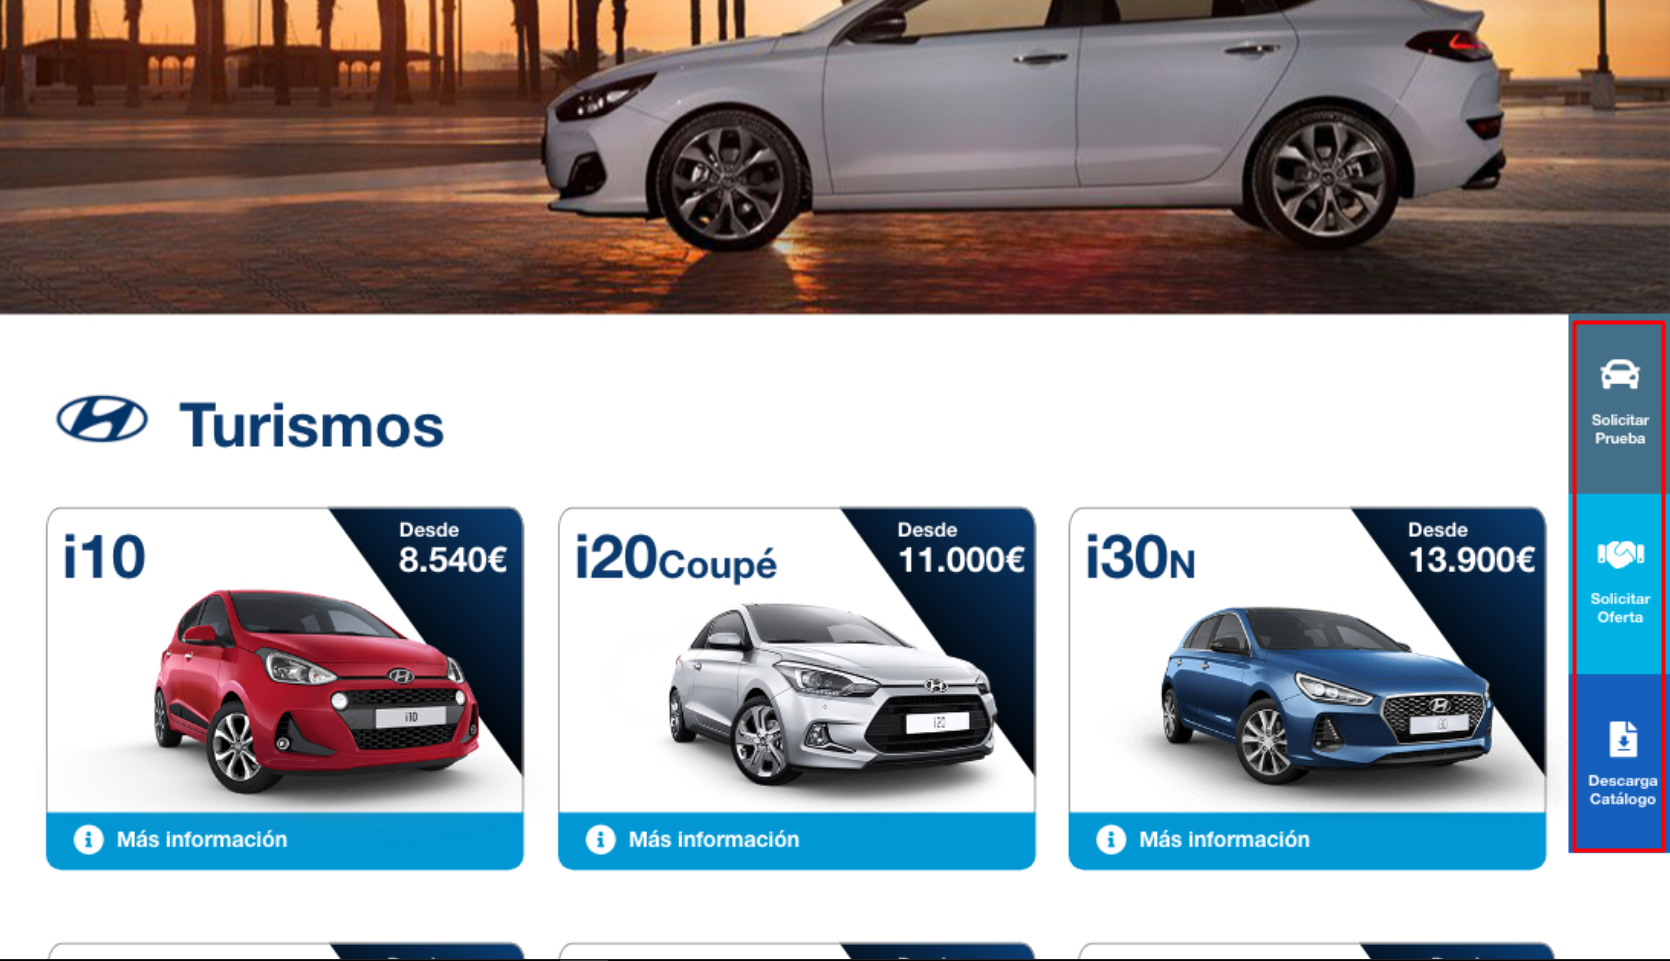 Turismos
i10
Desde
8.540€
i10
Más información
i20Coupé
Desde
11.000€
i20
Más información
i30N
Desde
13.900€
Más información
Solicitar
Prueba
Solicitar
Oferta
Descarga
Catálogo